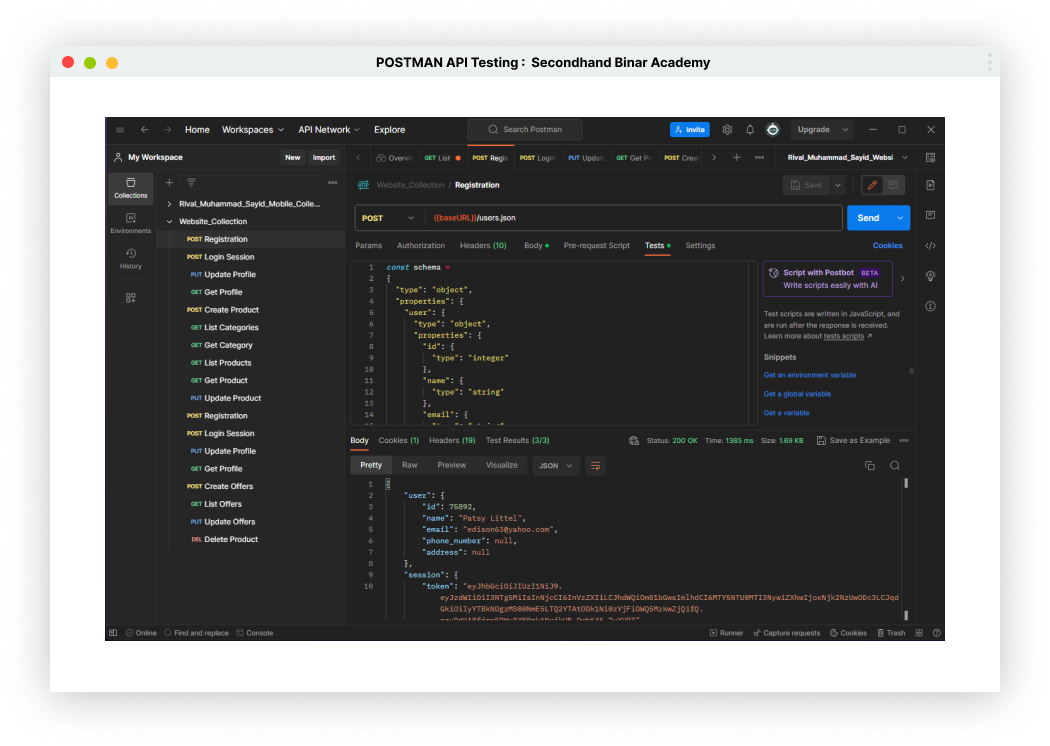 POSTMAN API Testing : Secondhand Binar Academy
Home Workspaces API Network Explore Search Postman Invite Upgrade
My Workspace New Import Overvi GET List POST Regis POST Login PUT Updat GET Get Pr POST Creat Rival_Muhammad_Sayid_Websi
Collections
Environments
History
Rival_Muhammad_Sayid_Mobile_Colle...
Website_Collection
POST Registration
POST Login Session
PUT Update Profile
GET Get Profile
POST Create Product
GET List Categories
GET Get Category
GET List Products
GET Get Product
PUT Update Product
POST Registration
POST Login Session
PUT Update Profile
GET Get Profile
POST Create Offers
GET List Offers
PUT Update Offers
DEL Delete Product
Website_Collection / Registration Save
POST {{baseURL}}/users.json Send
Params Authorization Headers (10) Body Pre-request Script Tests Settings Cookies
1 const schema =
2 {
3 "type": "object",
4 "properties": {
5 "user": {
6 "type": "object",
7 "properties": {
8 "id": {
9 "type": "integer"
10 },
11 "name": {
12 "type": "string"
13 },
14 "email": {
Script with Postbot BETA
Write scripts easily with AI
Test scripts are written in JavaScript, and
are run after the response is received.
Learn more about tests scripts
Snippets
Get an environment variable
Get a global variable
Get a variable
Body Cookies (1) Headers (19) Test Results (3/3) Status: 200 OK Time: 1385 ms Size: 1.69 KB Save as Example
Pretty Raw Preview Visualize JSON
1
2 "user": {
3 "id": 75892,
4 "name": "Patsy Littel",
5 "email": "edison63@yahoo.com",
6 "phone_number": null,
7 "address": null
8 },
9 "session": {
10 "token": "eyJhbGciOiJIUzI1NiJ9.
Online Find and replace Console Runner Capture requests Cookies Trash